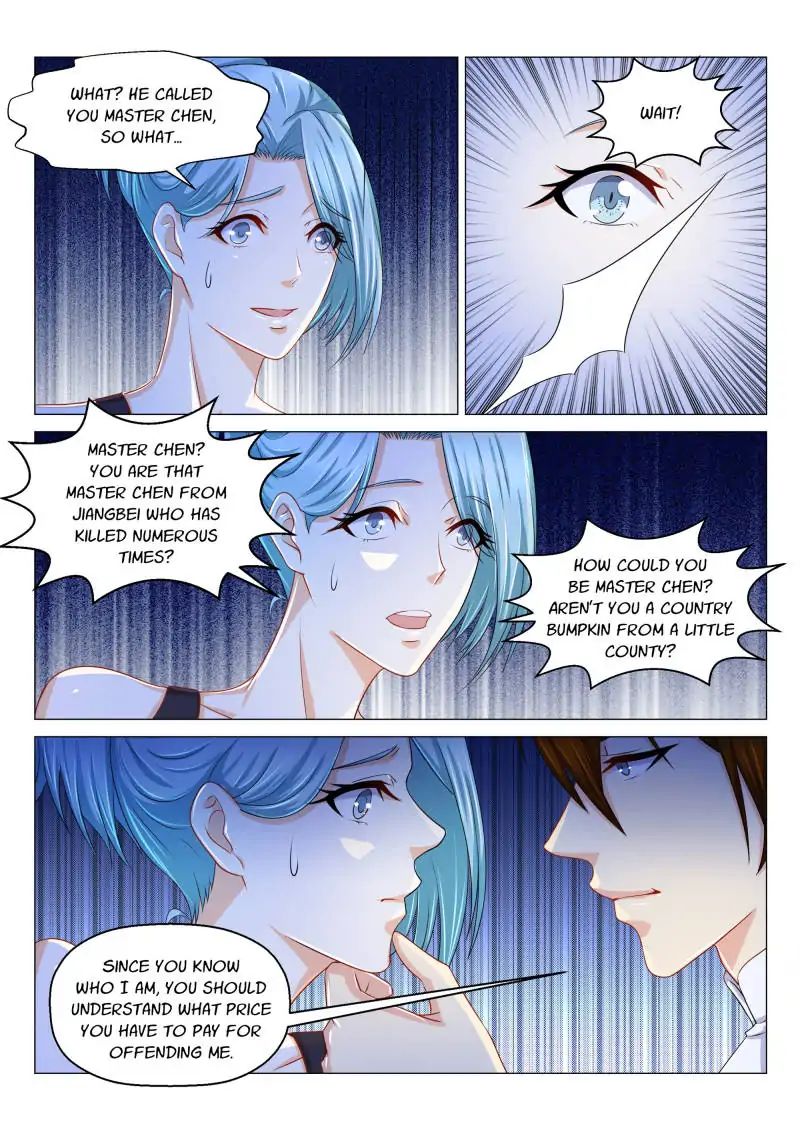 WHAT? HE CALLED
YOU MASTER CHEN,
SO WHAT...
WAIT!
MASTER CHEN?
YOU ARE THAT
MASTER CHEN FROM
JIANGBEI WHO HAS
KILLED NUMEROUS
TIMES?
HOW COULD YOU
BE MASTER CHEN?
AREN'T YOU A COUNTRY
BUMPKIN FROM A LITTLE
COUNTY?
SINCE YOU KNOW
WHO I AM, YOU SHOULD
UNDERSTAND WHAT PRICE
YOU HAVE TO PAY FOR
OFFENDING ME.